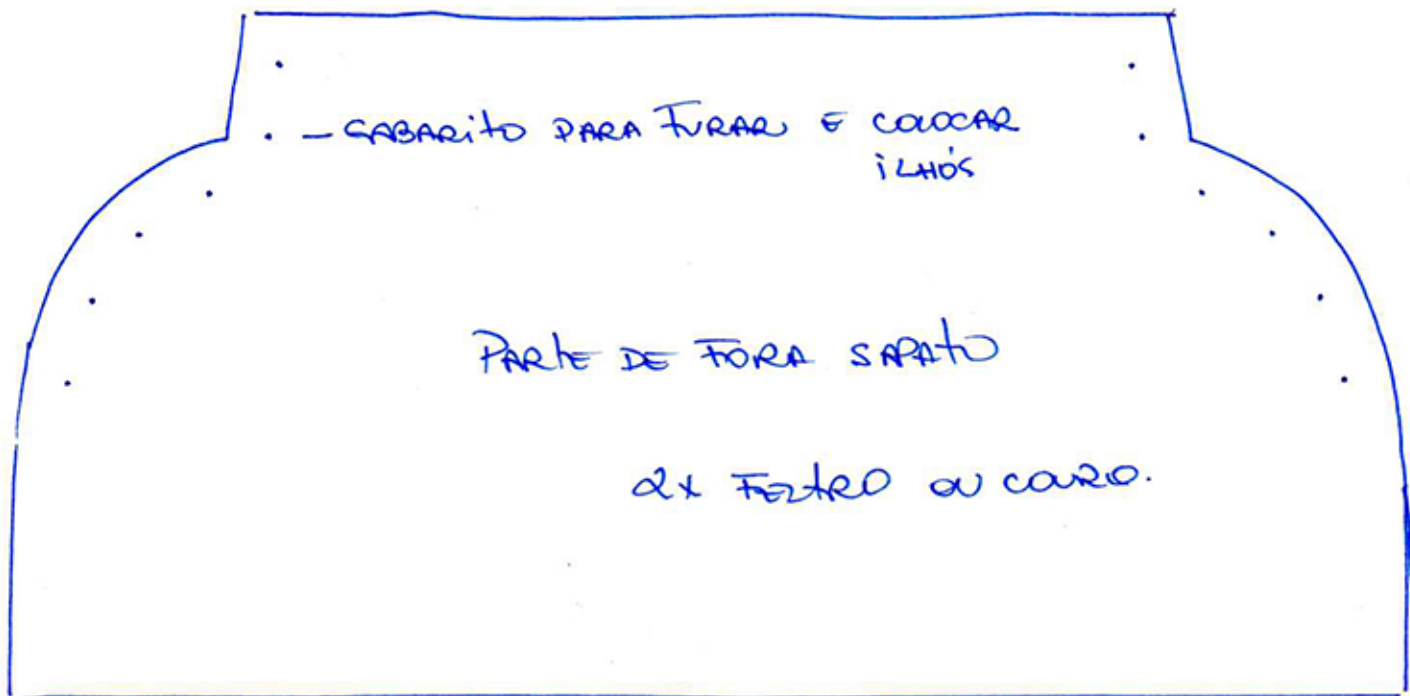 - GABARITO PARA FURAR E COLOCAR
ILHÓS
PARTE DE FORA SAPATO
2x FELTRO OU COURO.